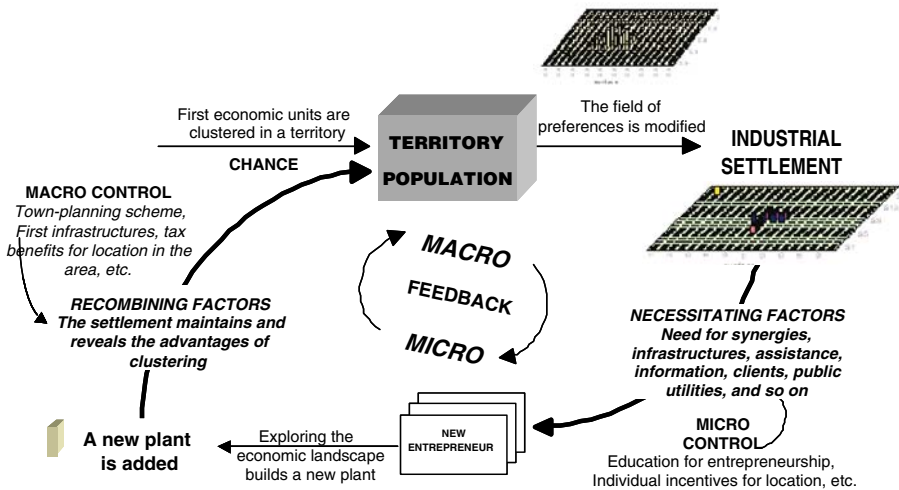 First economic units are
clustered in a territory
CHANCE
TERRITORY
POPULATION
The field of
preferences is modified
INDUSTRIAL
SETTLEMENT
MACRO CONTROL
Town-planning scheme,
First infrastructures, tax
benefits for location in the
area, etc.
RECOMBINING FACTORS
The settlement maintains and
reveals the advantages of
clustering
MACRO
FEEDBACK
MICRO
NECESSITATING FACTORS
Need for synergies,
infrastructures, assistance,
information, clients, public
utilities, and so on
MICRO
CONTROL
Education for entrepreneurship,
Individual incentives for location, etc.
NEW
ENTREPRENEUR
Exploring the
economic landscape
builds a new plant
A new plant
is added